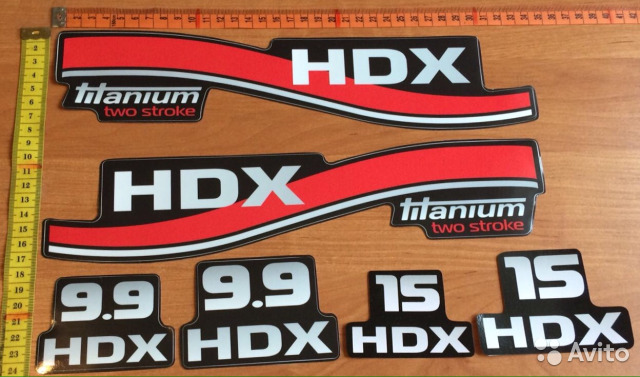 HDX
titanium
two stroke
HDX
titanium
two stroke
9.9
HDX
9.9
HDX
15
HDX
15
HDX
Avito